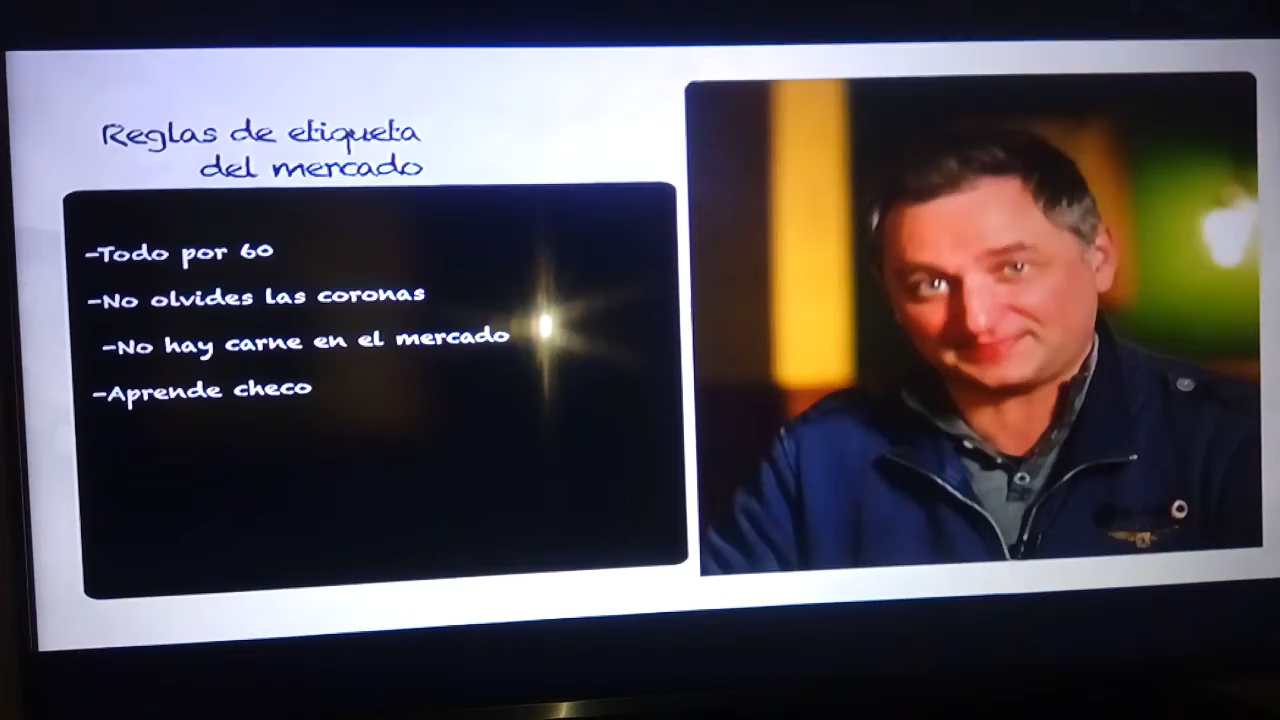 Reglas de etiqueta
del mercado
-Todo por 60
-No olvides las coronas
-No hay carne en el mercado
-Aprende checo